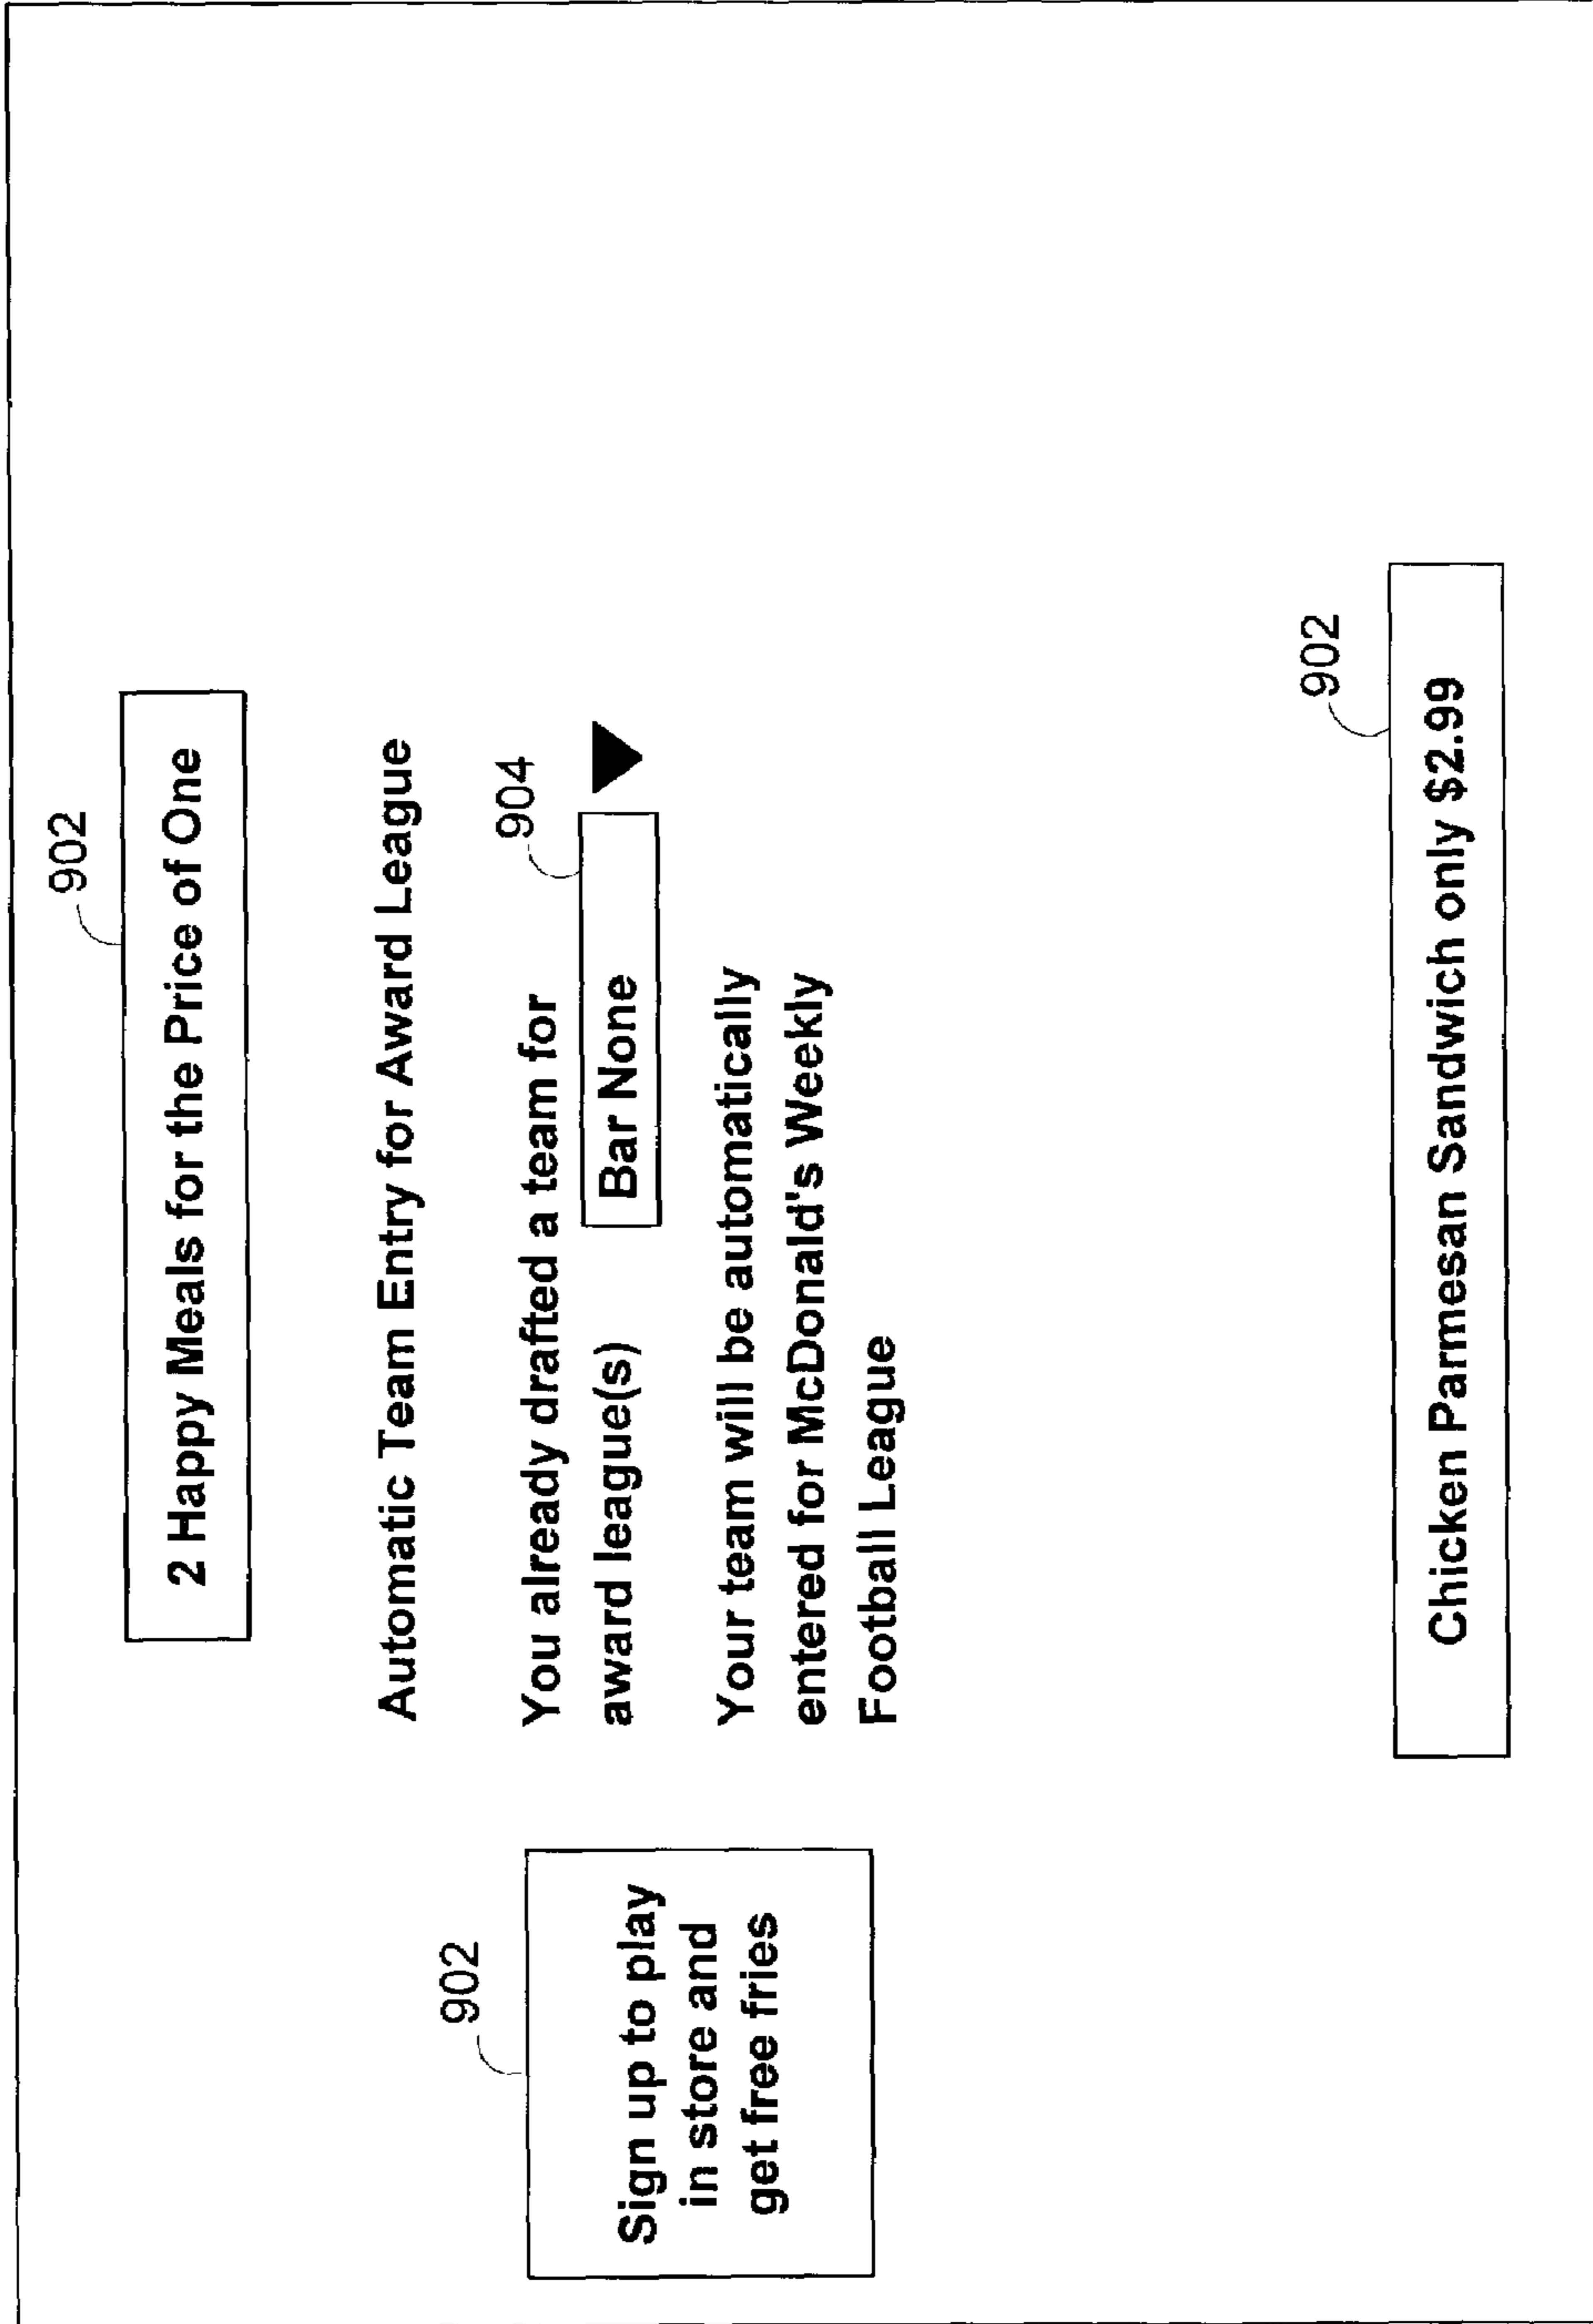 902
2 Happy Meals for the Price of One
Automatic Team Entry for Award League
902
Sign up to play
in store and
get free fries
You already drafted a team for
904
award league(s) Bar None
Your team will be automatically
entered for McDonald's Weekly
Football League
902
Chicken Parmesan Sandwich only $2.99